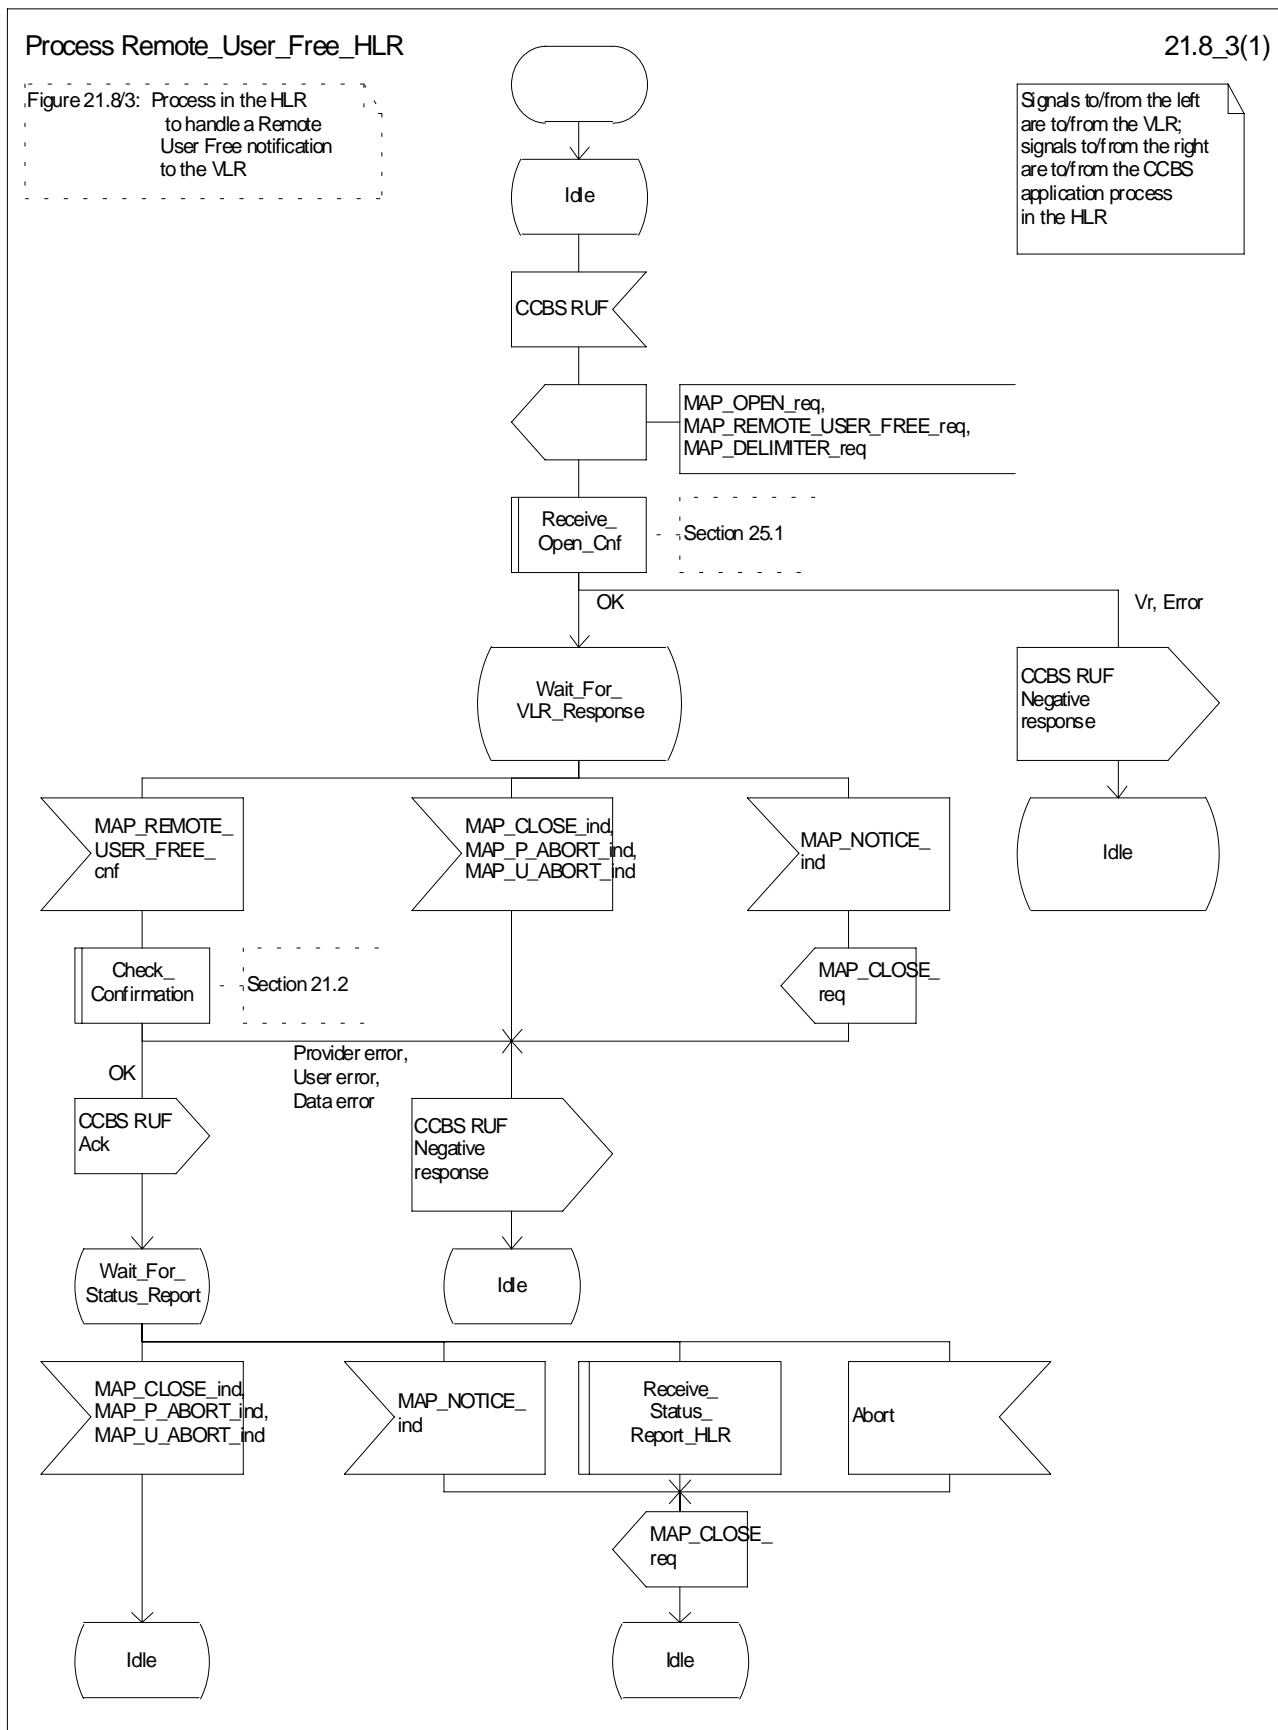 Process Remote_User_Free_HLR
21.8_3(1)
Figure 21.8/3: Process in the HLR
to handle a Remote
User Free notification
to the VLR
Signals to/from the left
are to/from the VLR;
signals to/from the right
are to/from the CCBS
application process
in the HLR
Idle
CCBS RUF
MAP_OPEN_req,
MAP_REMOTE_USER_FREE_req,
MAP_DELIMITER_req
Receive_
Open_Cnf
Section 25.1
OK
Vr, Error
Wait_For_
VLR_Response
CCBS RUF
Negative
response
MAP_REMOTE_
USER_FREE_
cnf
MAP_CLOSE_ind,
MAP_P_ABORT_ind,
MAP_U_ABORT_ind
MAP_NOTICE_
ind
Idle
Check_
Confirmation
Section 21.2
MAP_CLOSE_
req
OK
Provider error,
User error,
Data error
CCBS RUF
Ack
CCBS RUF
Negative
response
Wait_For_
Status_Report
Idle
MAP_CLOSE_ind,
MAP_P_ABORT_ind,
MAP_U_ABORT_ind
MAP_NOTICE_
ind
Receive_
Status_
Report_HLR
Abort
MAP_CLOSE_
req
Idle
Idle